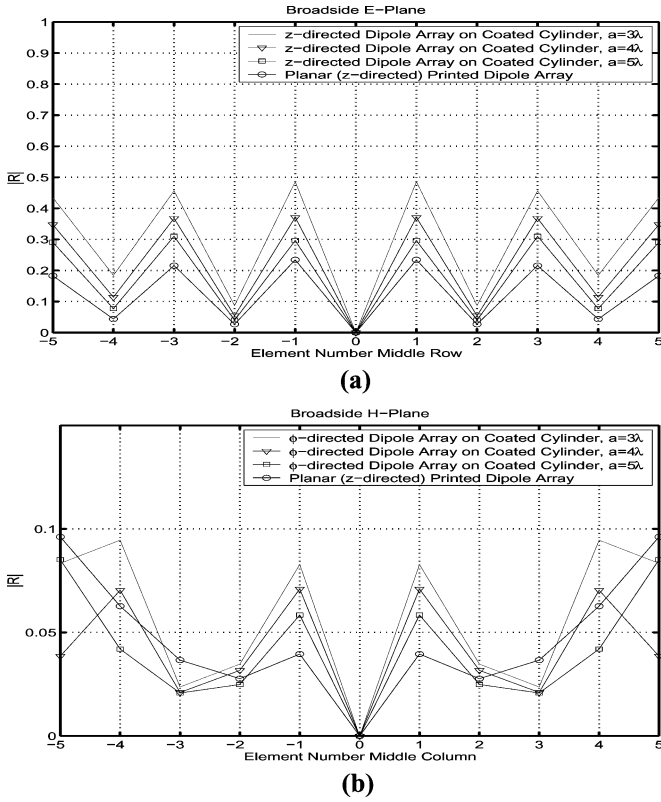 Broadside E-Plane
z-directed Dipole Array on Coated Cylinder, a=3λ
z-directed Dipole Array on Coated Cylinder, a=4λ
z-directed Dipole Array on Coated Cylinder, a=5λ
Planar (z-directed) Printed Dipole Array
1
0.9
0.8
0.7
0.6
0.5
0.4
0.3
0.2
0.1
0
|R|
−5 −4 −3 −2 −1 0 1 2 3 4 5
Element Number Middle Row
(a)
Broadside H-Plane
ϕ-directed Dipole Array on Coated Cylinder, a=3λ
ϕ-directed Dipole Array on Coated Cylinder, a=4λ
ϕ-directed Dipole Array on Coated Cylinder, a=5λ
Planar (z-directed) Printed Dipole Array
0.1
0.05
0
|R|
−5 −4 −3 −2 −1 0 1 2 3 4 5
Element Number Middle Column
(b)